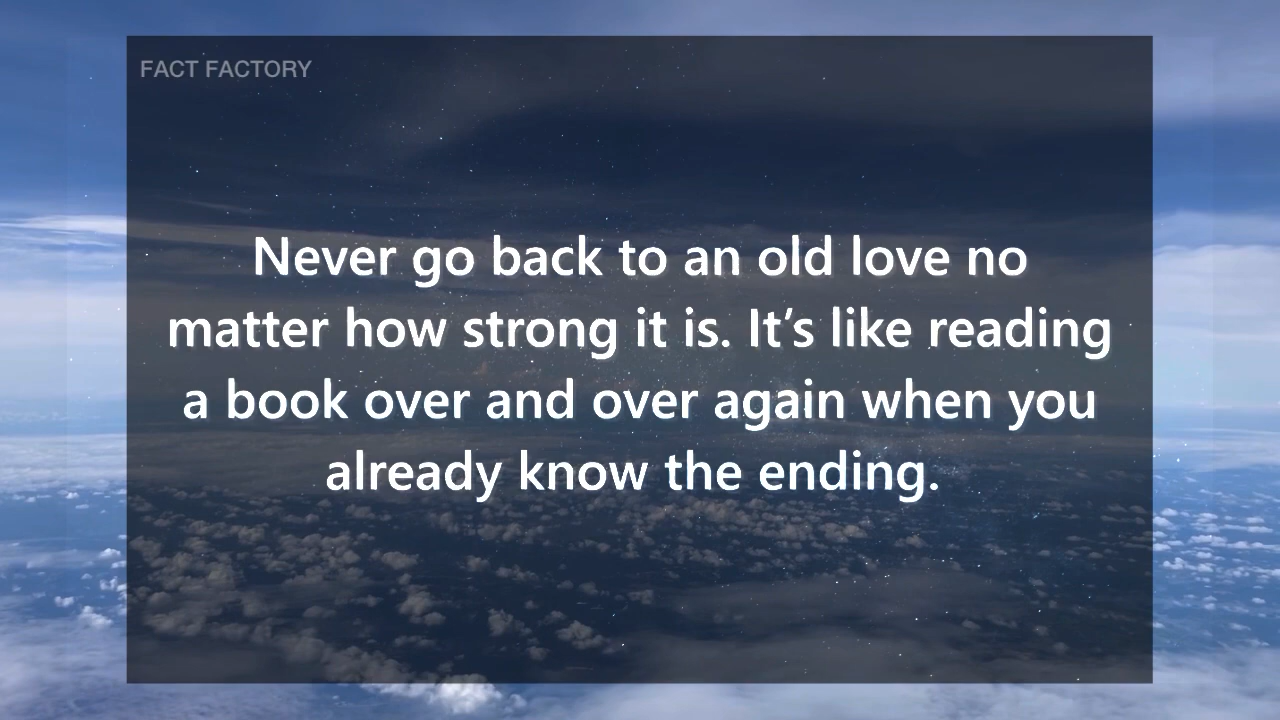 FACT FACTORY
Never go back to an old love no
matter how strong it is. It’s like reading
a book over and over again when you
already know the ending.